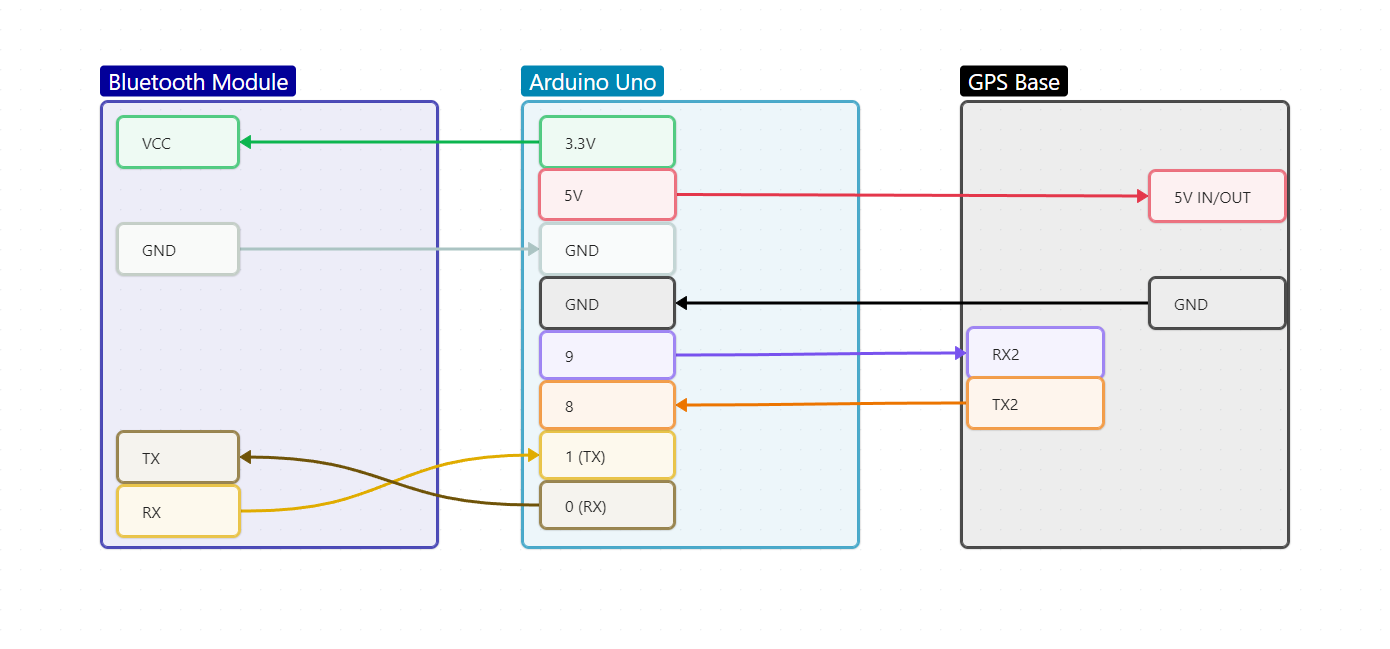 Bluetooth Module
VCC
GND
TX
RX
Arduino Uno
3.3V
5V
GND
GND
9
8
1 (TX)
0 (RX)
GPS Base
5V IN/OUT
GND
RX2
TX2